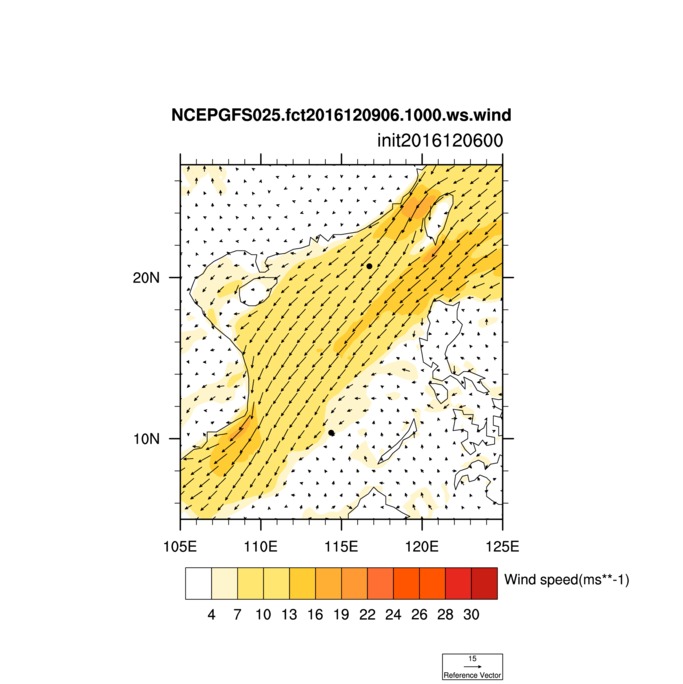 NCEPGFS025.fct2016120906.1000.ws.wind
init2016120600
20N
10N
105E 110E 115E 120E 125E
Wind speed(ms**-1)
4 7 10 13 16 19 22 24 26 28 30
15
Reference Vector